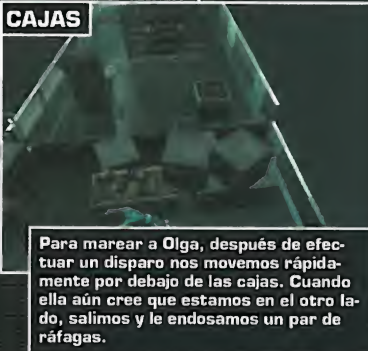 CAJAS
Para marear a Olga, después de efec-
tuar un disparo nos movemos rápida-
mente por debajo de las cajas. Cuando
ella aún cree que estamos en el otro la-
do, salimos y le endosamos un par de
ráfagas.